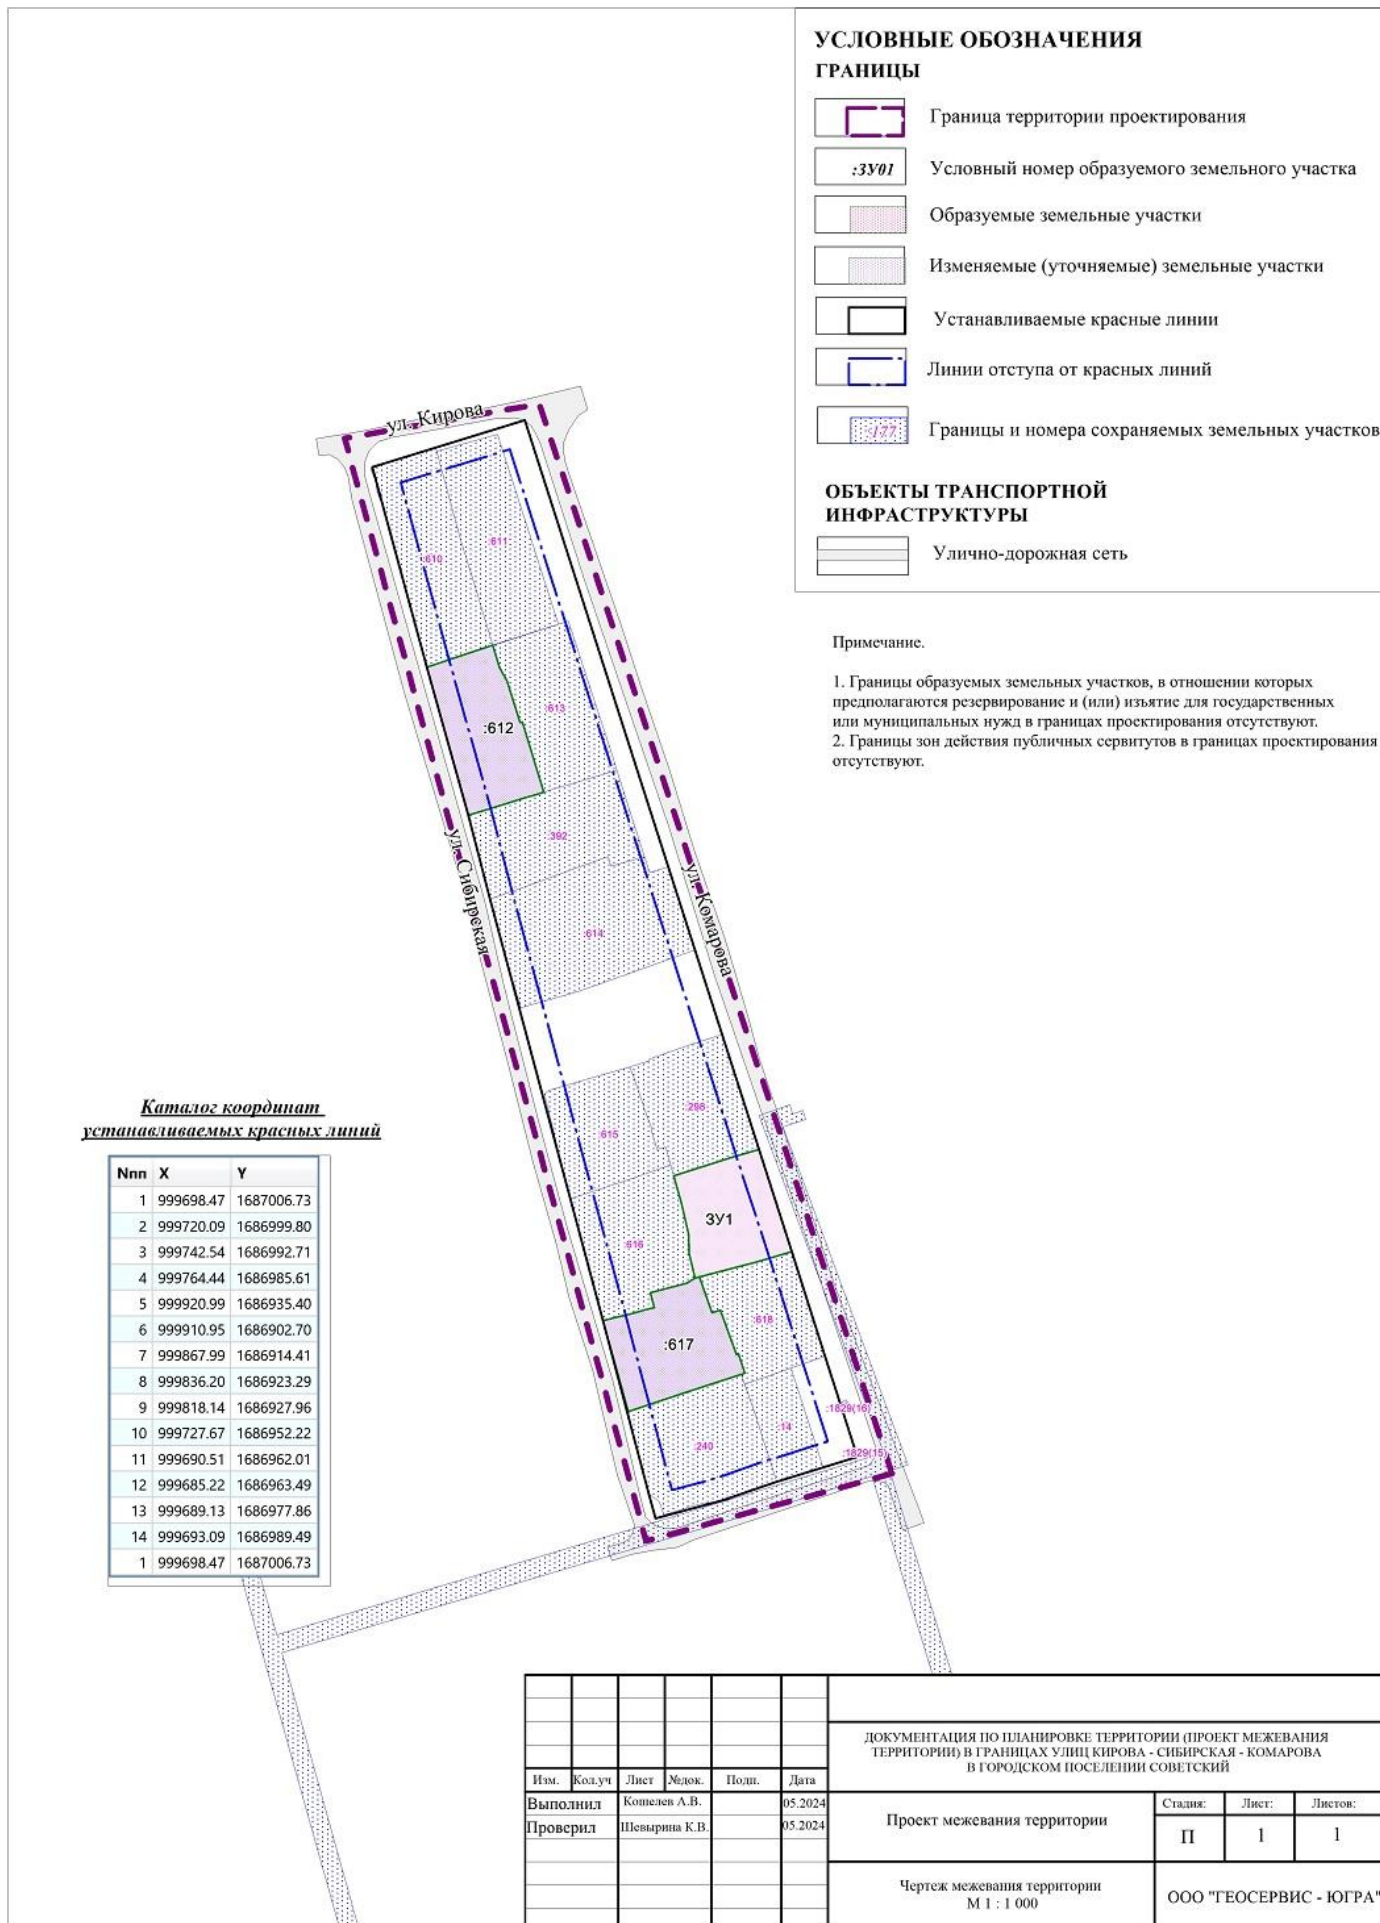 УСЛОВНЫЕ ОБОЗНАЧЕНИЯ
ГРАНИЦЫ
Граница территории проектирования
:ЗУ01 Условный номер образуемого земельного участка
Образуемые земельные участки
Изменяемые (уточняемые) земельные участки
Устанавливаемые красные линии
Линии отступа от красных линий
:177 Границы и номера сохраняемых земельных участков
ОБЪЕКТЫ ТРАНСПОРТНОЙ
ИНФРАСТРУКТУРЫ
Улично-дорожная сеть
Примечание.
1. Границы образуемых земельных участков, в отношении которых
предполагаются резервирование и (или) изъятие для государственных
или муниципальных нужд в границах проектирования отсутствуют.
2. Границы зон действия публичных сервитутов в границах проектирования
отсутствуют.
ул. Кирова
:610
:611
:612
:613
:392
ул. Сибирская
ул. Комарова
:614
:298
:615
ЗУ1
:616
:618
:617
:1829(16)
:14
:240
:1829(15)
Каталог координат
устанавливаемых красных линий
Nпп X Y
1 999698.47 1687006.73
2 999720.09 1686999.80
3 999742.54 1686992.71
4 999764.44 1686985.61
5 999920.99 1686935.40
6 999910.95 1686902.70
7 999867.99 1686914.41
8 999836.20 1686923.29
9 999818.14 1686927.96
10 999727.67 1686952.22
11 999690.51 1686962.01
12 999685.22 1686963.49
13 999689.13 1686977.86
14 999693.09 1686989.49
1 999698.47 1687006.73
ДОКУМЕНТАЦИЯ ПО ПЛАНИРОВКЕ ТЕРРИТОРИИ (ПРОЕКТ МЕЖЕВАНИЯ
ТЕРРИТОРИИ) В ГРАНИЦАХ УЛИЦ КИРОВА - СИБИРСКАЯ - КОМАРОВА
В ГОРОДСКОМ ПОСЕЛЕНИИ СОВЕТСКИЙ
Изм. Кол.уч Лист №док. Подп. Дата
Выполнил Кошелев А.В. 05.2024
Проверил Шевырина К.В. 05.2024
Проект межевания территории
Стадия: Лист: Листов:
П 1 1
Чертеж межевания территории
М 1 : 1 000
ООО "ГЕОСЕРВИС - ЮГРА"